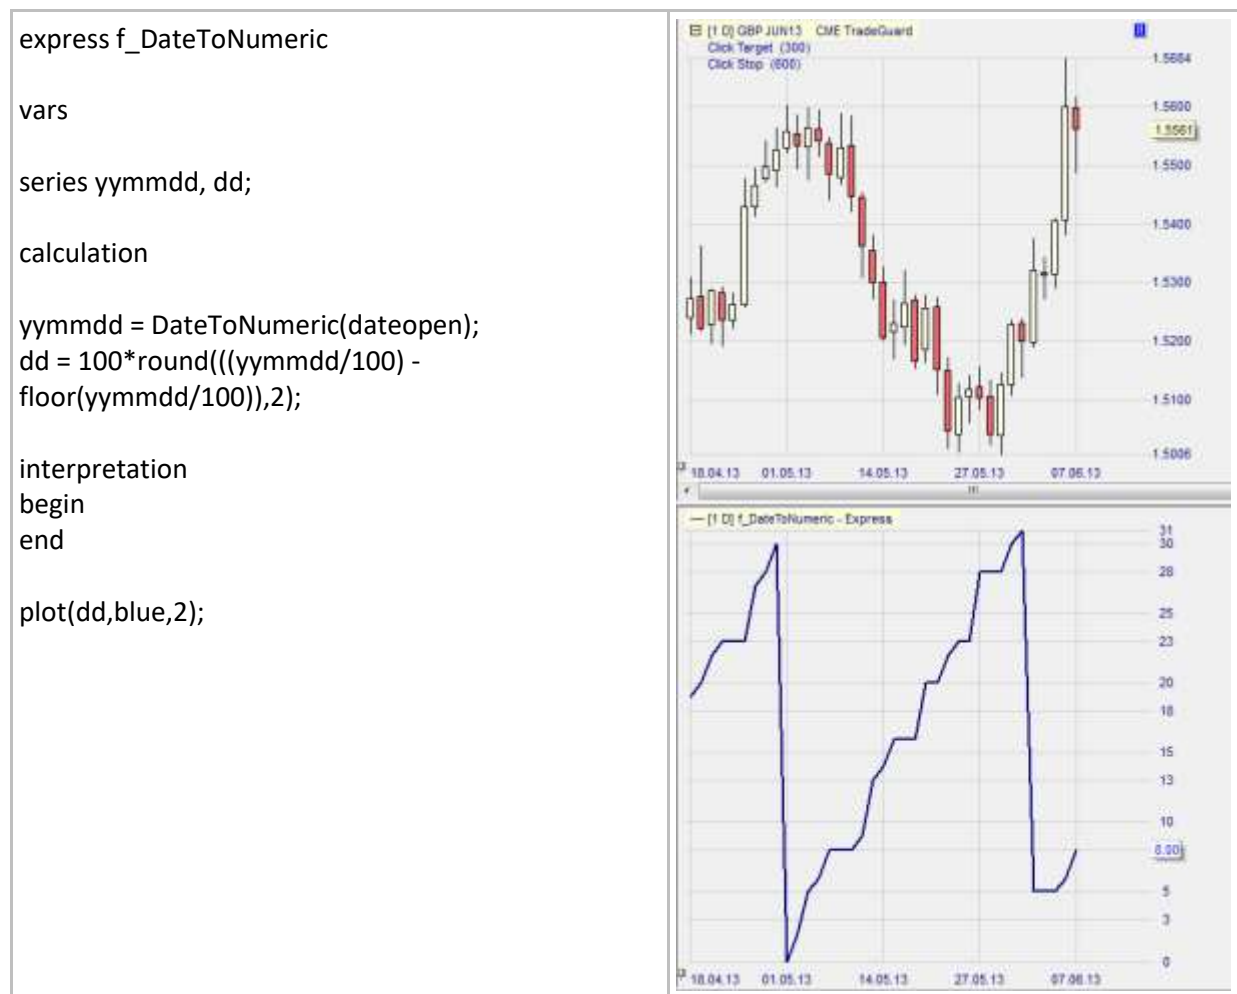 express f_DateToNumeric
vars
series yymmdd, dd;
calculation
yymmdd = DateToNumeric(dateopen);
dd = 100*round(((yymmdd/100) -
floor(yymmdd/100)),2);
interpretation
begin
end
plot(dd,blue,2);
[1 D] GBP JUN13 CME TradeGuard
Click Target (300)
Click Stop (600)
1.5684
1.5600
1.5561
1.5500
1.5400
1.5300
1.5200
1.5100
1.5006
18.04.13 01.05.13 14.05.13 27.05.13 07.06.13
[1 D] f_DateToNumeric - Express
31
30
28
25
23
20
18
15
13
10
8.00
5
3
0
18.04.13 01.05.13 14.05.13 27.05.13 07.06.13